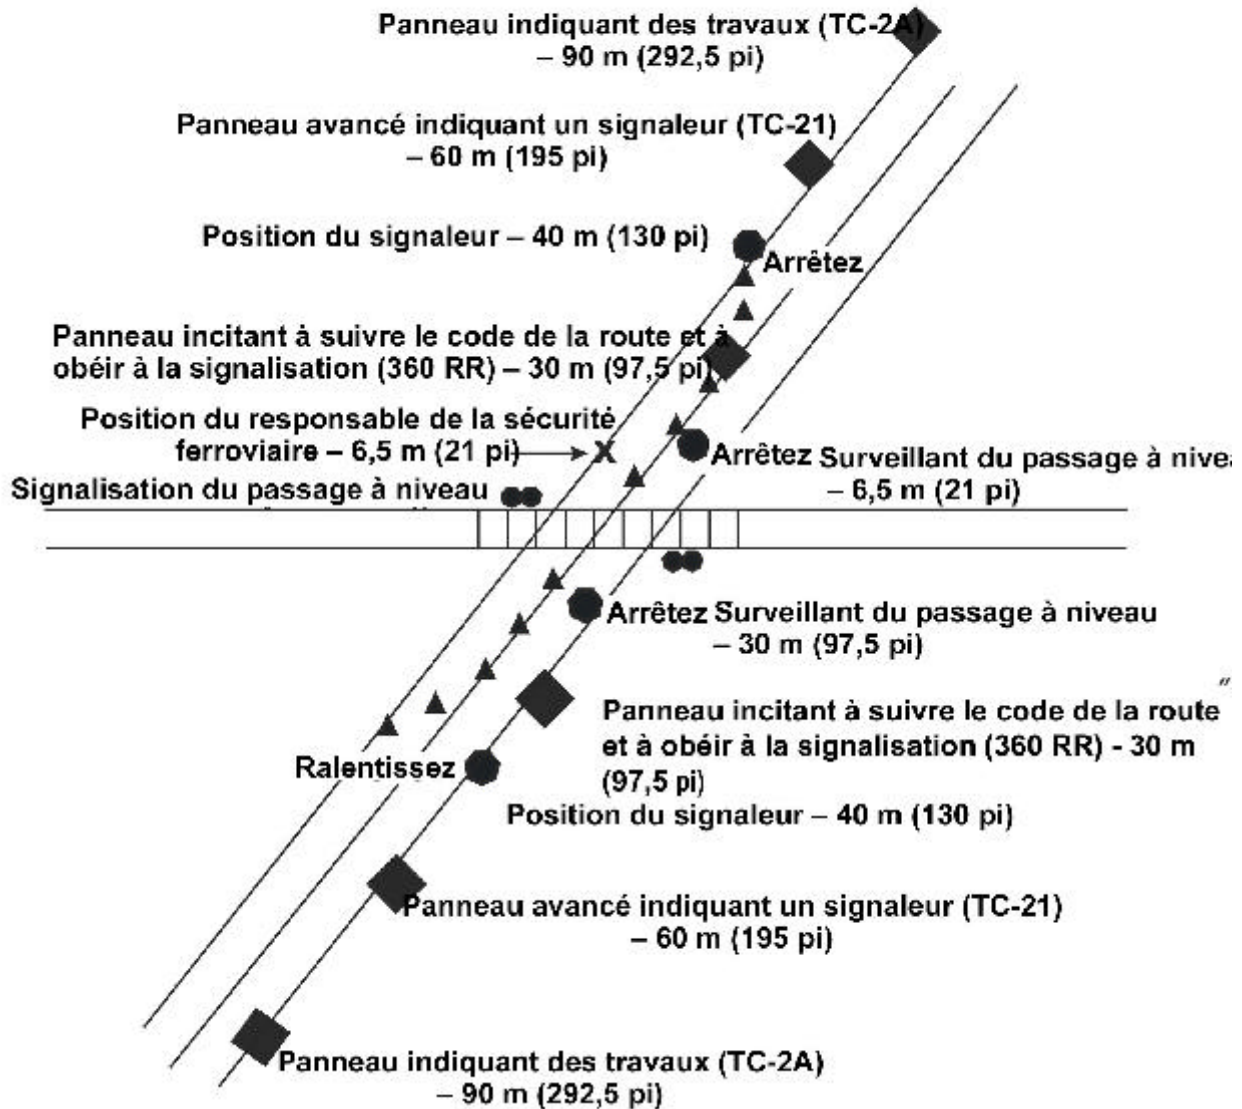 Panneau indiquant des travaux (TC-2A)
– 90 m (292,5 pi)
Panneau avancé indiquant un signaleur (TC-21)
– 60 m (195 pi)
Position du signaleur – 40 m (130 pi)
Arrêtez
Panneau incitant à suivre le code de la route et à
obéir à la signalisation (360 RR) – 30 m (97,5 pi)
Position du responsable de la sécurité
ferroviaire – 6,5 m (21 pi)
X
Arrêtez Surveillant du passage à nive
– 6,5 m (21 pi)
Signalisation du passage à niveau
Arrêtez Surveillant du passage à niveau
– 30 m (97,5 pi)
Panneau incitant à suivre le code de la route
et à obéir à la signalisation (360 RR) - 30 m
(97,5 pi)
Ralentissez
Position du signaleur – 40 m (130 pi)
Panneau avancé indiquant un signaleur (TC-21)
– 60 m (195 pi)
Panneau indiquant des travaux (TC-2A)
– 90 m (292,5 pi)